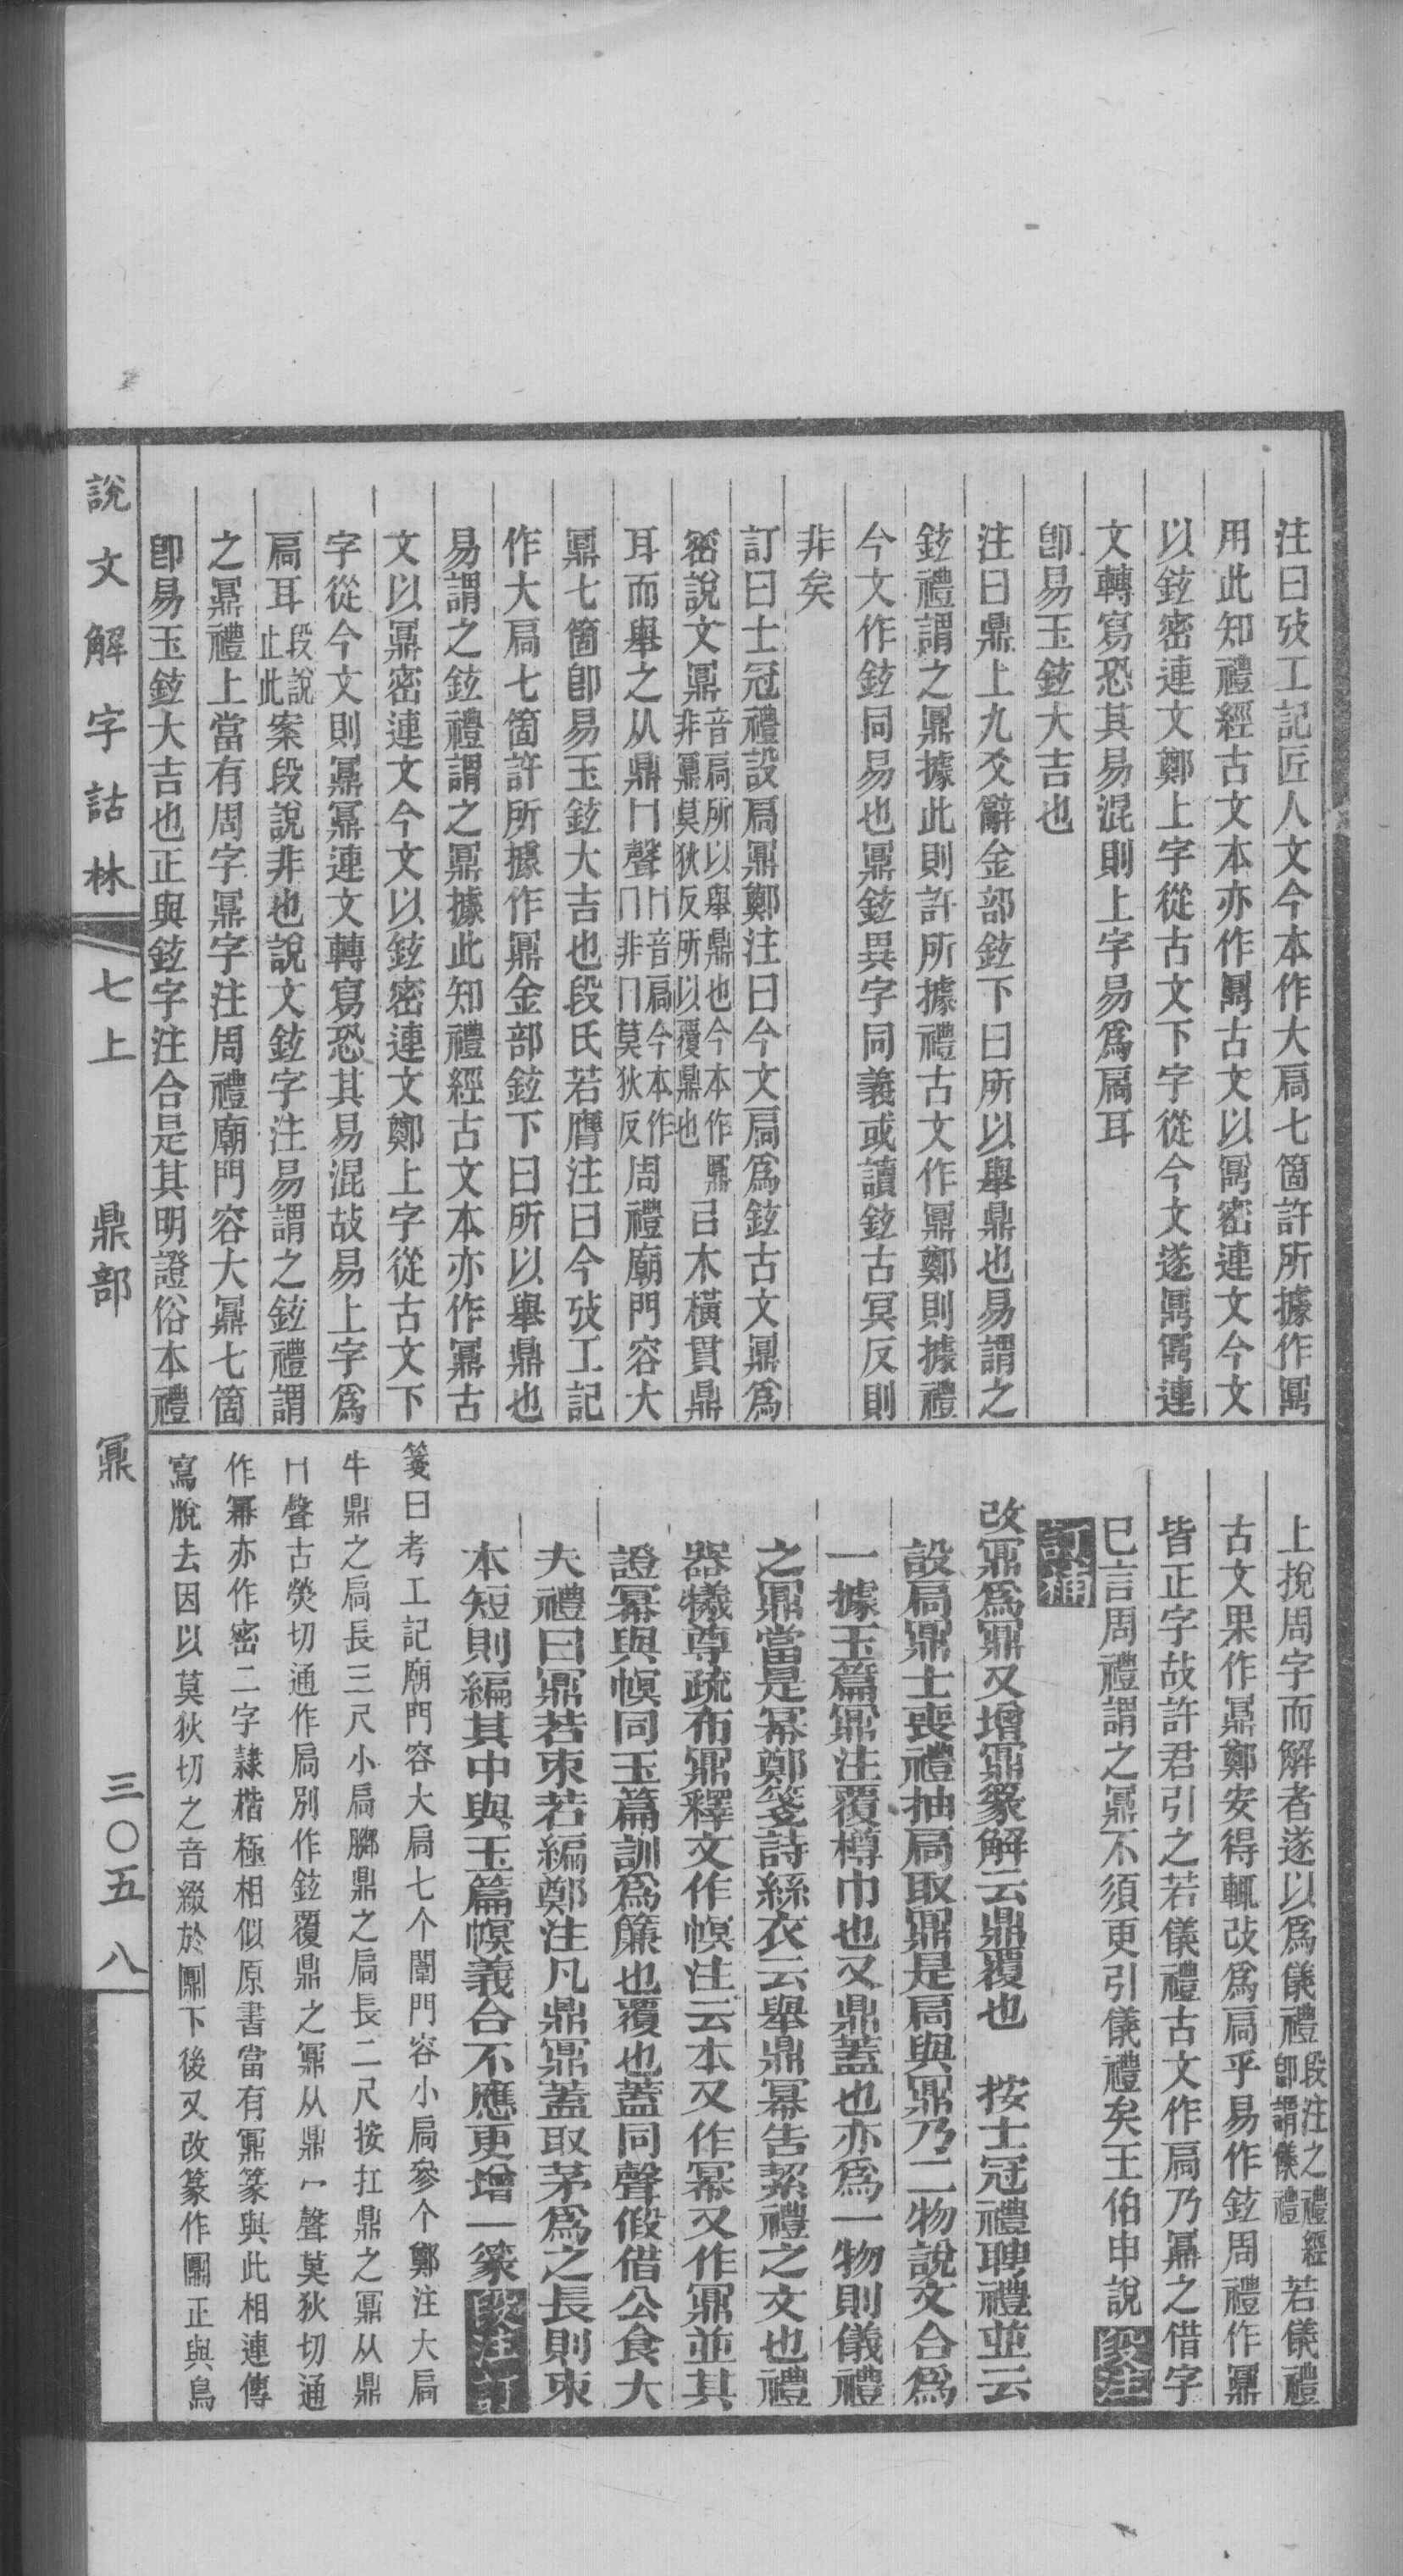 注曰攷工記匠人文今本作大扃七箇許所據作鼏
用此知禮經古文本亦作鼏古文以鼏密連文今文
以鉉密連文鄭上字從古文下字從今文遂鼏鼏連
文轉寫恐其易混則上字易爲扃耳
卽易玉鉉大吉也
注曰鼎上九爻辭金部鉉下曰所以舉鼎也易謂之
鉉禮謂之鼏據此則許所據禮古文作鼏鄭則據禮
今文作鉉同易也鼏鉉異字同義或讀鉉古冥反則
非矣
訂曰士冠禮設扃鼏鄭注曰今文扃爲鉉古文鼏爲
密說文鼏音扃所以舉鼎也今本作鼏非鼏莫狄反所以覆鼎也㠯木橫貫鼎
耳而舉之从鼎冂聲冂音扃今本作冂非冂莫狄反周禮廟門容大
鼏七箇卽易玉鉉大吉也段氏若膺注曰今攷工記
作大扃七箇許所據作鼏金部鉉下曰所以舉鼎也
易謂之鉉禮謂之鼏據此知禮經古文本亦作鼏古
文以鼏密連文今文以鉉密連文鄭上字從古文下
字從今文則鼏鼏連文轉寫恐其易混故易上字爲
扃耳段說止此案段說非也說文鉉字注易謂之鉉禮謂
之鼏禮上當有周字鼏字注周禮廟門容大鼏七箇
卽易玉鉉大吉也正與鉉字注合是其明證俗本禮
上挩周字而解者遂以爲儀禮段注之禮經卽謂儀禮若儀禮
古文果作鼏鄭安得輒改爲扃乎易作鉉周禮作鼏
皆正字故許君引之若儀禮古文作扃乃鼏之借字
已言周禮謂之鼏不須更引儀禮矣王伯申說 段注
訂補
改鼏爲鼏又增鼏篆解云鼎覆也 按士冠禮聘禮並云
設扃鼏士喪禮抽扃取鼏是扃與鼏乃二物說文合爲
一據玉篇鼏注覆樽巾也又鼎蓋也亦爲一物則儀禮
之鼏當是冪鄭箋詩絲衣云舉鼎冪告絜禮之文也禮
器犧尊疏布鼏釋文作幎注云本又作冪又作鼏並其
證冪與幎同玉篇訓爲簾也覆也蓋同聲假借公食大
夫禮曰鼏若束若編鄭注凡鼎鼏蓋取茅爲之長則束
本短則編其中與玉篇幎義合不應更增一篆 段注訂
箋曰考工記廟門容大扃七个闈門容小扃參个鄭注大扃
牛鼎之扃長三尺小扃膷鼎之扃長二尺按扛鼎之鼏从鼎
冂聲古熒切通作扃別作鉉覆鼎之鼏从鼎冖聲莫狄切通
作冪亦作密二字隸楷極相似原書當有鼏篆與此相連傳
寫脫去因以莫狄切之音綴於鼏下後又改篆作鼏正與鳥
說文解字詁林 七上 鼎部 鼏 三〇五八